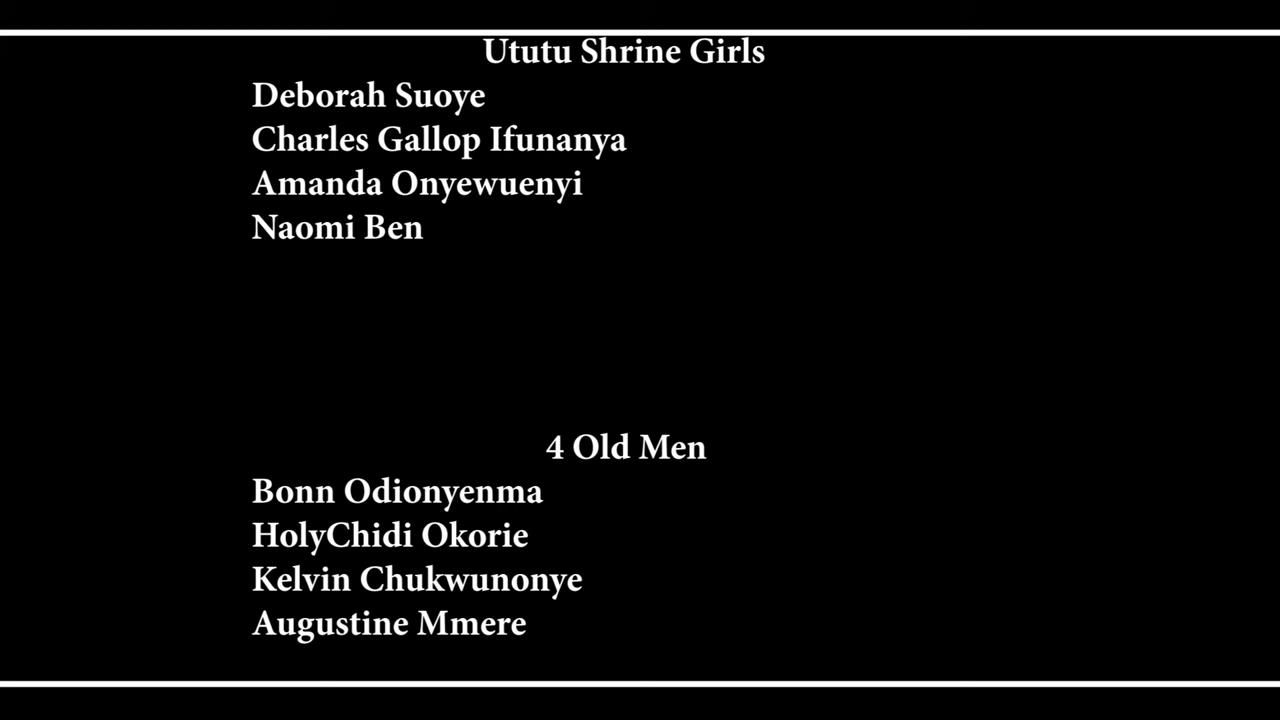 Ututu Shrine Girls
Deborah Suoye
Charles Gallop Ifunanya
Amanda Onyewuenyi
Naomi Ben
4 Old Men
Bonn Odionyenma
HolyChidi Okorie
Kelvin Chukwunonye
Augustine Mmere